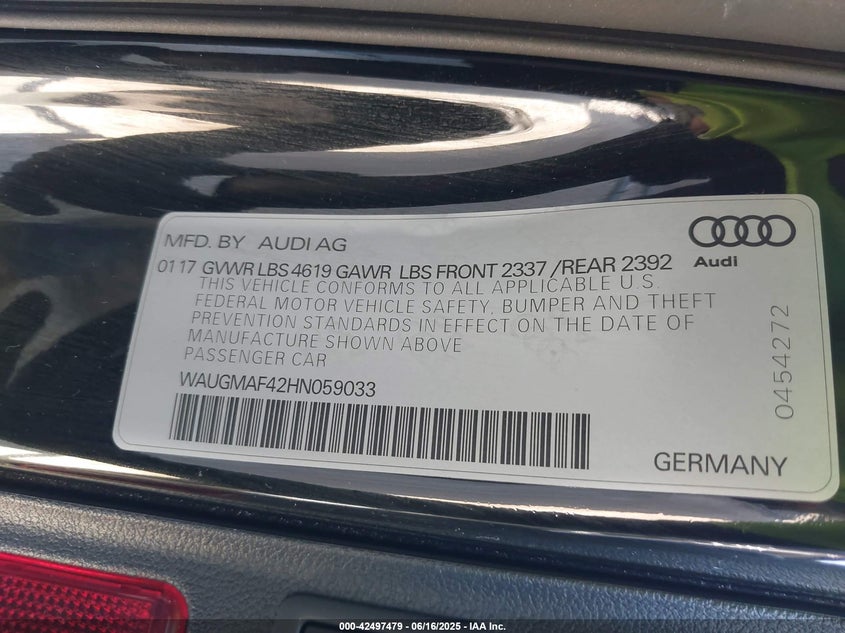 MFD. BY AUDI AG
Audi
01 17 GVWR LBS 4619 GAWR LBS FRONT 2337 /REAR 2392
THIS VEHICLE CONFORMS TO ALL APPLICABLE U.S.
FEDERAL MOTOR VEHICLE SAFETY, BUMPER AND THEFT
PREVENTION STANDARDS IN EFFECT ON THE DATE OF
MANUFACTURE SHOWN ABOVE
PASSENGER CAR
WAUGMAF42HN059033
GERMANY
0454272
000-42497479 - 06/16/2025 - IAA Inc.